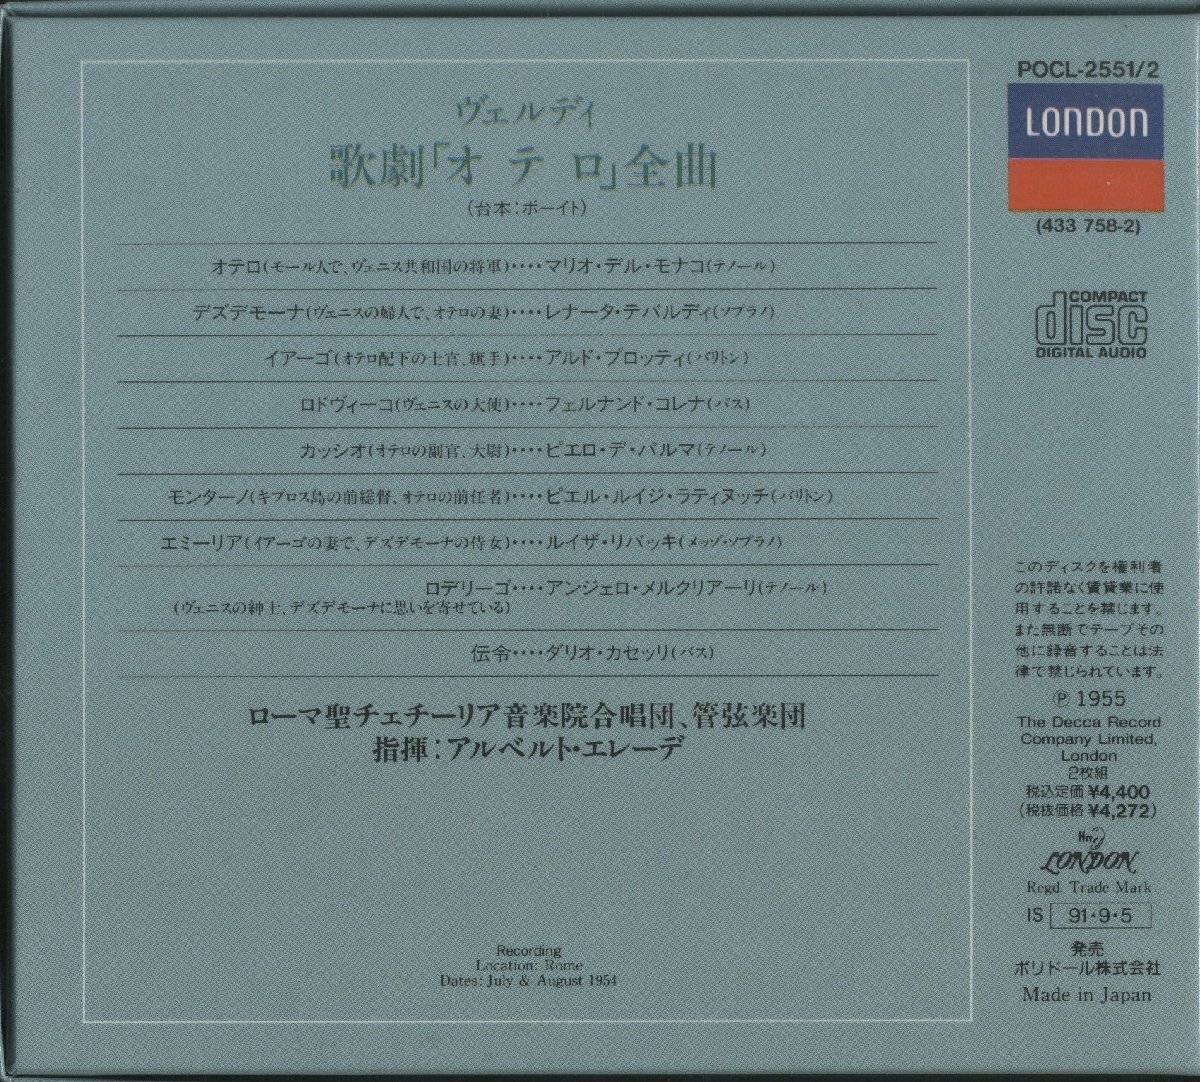 ヴェルディ
歌劇「オテロ」全曲
(台本:ボーイト)
オテロ(モール人で、ヴェニス共和国の将軍)····マリオ・デル・モナコ(テノール)
デズデモーナ(ヴェニスの婦人で、オテロの妻)····レナータ・テバルディ(ソプラノ)
イアーゴ(オテロ配下の士官、旗手)····アルド・プロッティ(バリトン)
ロドヴィーコ(ヴェニスの大使)····フェルナンド・コレナ(バス)
カッシオ(オテロの副官、大尉)····ピエロ・デ・パルマ(テノール)
モンターノ(キプロス島の前総督、オテロの前任者)····ピエル・ルイジ・ラティヌッチ(バリトン)
エミーリア(イアーゴの妻で、デズデモーナの侍女)····ルイザ・リバッキ(メッゾ・ソプラノ)
ロデリーゴ····アンジェロ・メルクリアーリ(テノール)
(ヴェニスの紳士、デズデモーナに思いを寄せている)
伝令····ダリオ・カセッリ(バス)
ローマ聖チェチーリア音楽院合唱団、管弦楽団
指揮:アルベルト・エレーデ
Recording
Location: Rome
Dates: July & August 1954
POCL-2551/2
LONDON
(433 758-2)
COMPACT
disc
DIGITAL AUDIO
このディスクを権利者
の許諾なく賃貸業に使
用することを禁じます。
また無断でテープその
他に録音することは法
律で禁じられています。
Ⓟ 1955
The Decca Record
Company Limited,
London
2枚組
税込定価 ¥4,400
(税抜価格 ¥4,272)
LONDON
Regd. Trade Mark
IS 91・9・5
発売
ポリドール株式会社
Made in Japan